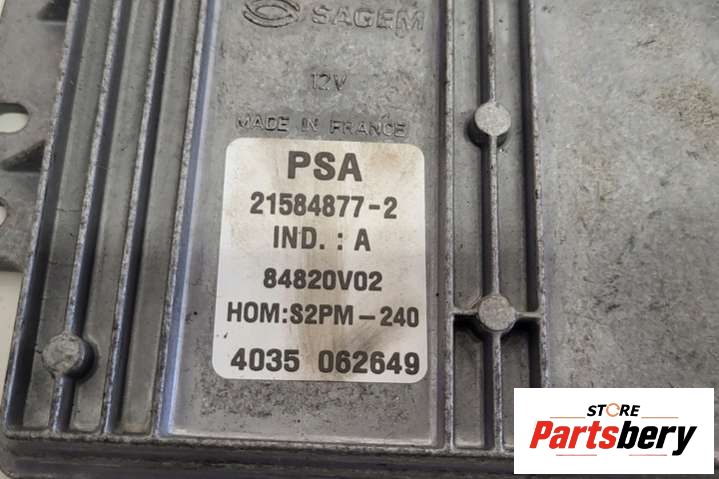 SAGEM
12V
MADE IN FRANCE
PSA
21584877-2
IND. : A
84820V02
HOM:S2PM-240
4035 062649
STORE
Partsbery